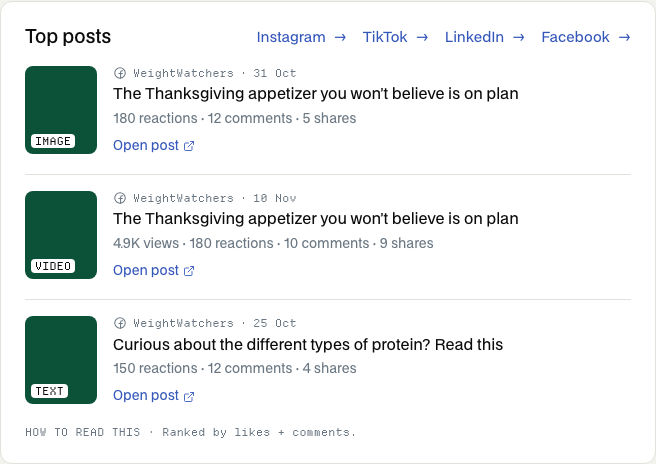 Top posts
Instagram → TikTok → LinkedIn → Facebook →
WeightWatchers · 31 Oct
The Thanksgiving appetizer you won’t believe is on plan
180 reactions · 12 comments · 5 shares
IMAGE
Open post
WeightWatchers · 10 Nov
The Thanksgiving appetizer you won’t believe is on plan
4.9K views · 180 reactions · 10 comments · 9 shares
VIDEO
Open post
WeightWatchers · 25 Oct
Curious about the different types of protein? Read this
150 reactions · 12 comments · 4 shares
TEXT
Open post
HOW TO READ THIS · Ranked by likes + comments.